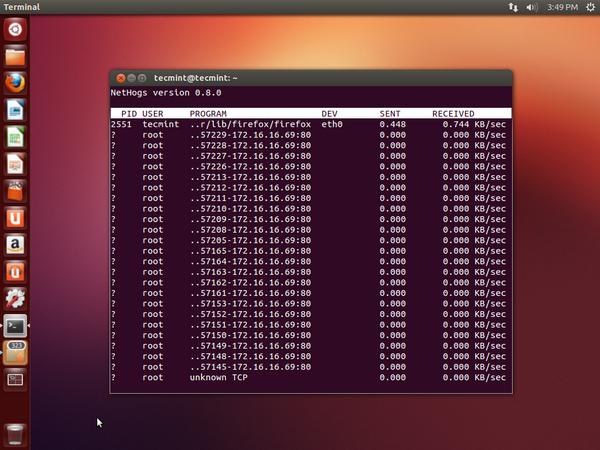 Terminal
3:49 PM
tecmint@tecmint: ~
NetHogs version 0.8.0
PID USER PROGRAM DEV SENT RECEIVED
2551 tecmint ..r/lib/firefox/firefox eth0 0.448 0.744 KB/sec
? root ..57229-172.16.16.69:80 0.000 0.000 KB/sec
? root ..57228-172.16.16.69:80 0.000 0.000 KB/sec
? root ..57227-172.16.16.69:80 0.000 0.000 KB/sec
? root ..57226-172.16.16.69:80 0.000 0.000 KB/sec
? root ..57213-172.16.16.69:80 0.000 0.000 KB/sec
? root ..57212-172.16.16.69:80 0.000 0.000 KB/sec
? root ..57211-172.16.16.69:80 0.000 0.000 KB/sec
? root ..57210-172.16.16.69:80 0.000 0.000 KB/sec
? root ..57209-172.16.16.69:80 0.000 0.000 KB/sec
? root ..57208-172.16.16.69:80 0.000 0.000 KB/sec
? root ..57205-172.16.16.69:80 0.000 0.000 KB/sec
? root ..57165-172.16.16.69:80 0.000 0.000 KB/sec
? root ..57164-172.16.16.69:80 0.000 0.000 KB/sec
? root ..57163-172.16.16.69:80 0.000 0.000 KB/sec
? root ..57162-172.16.16.69:80 0.000 0.000 KB/sec
? root ..57161-172.16.16.69:80 0.000 0.000 KB/sec
? root ..57153-172.16.16.69:80 0.000 0.000 KB/sec
? root ..57152-172.16.16.69:80 0.000 0.000 KB/sec
? root ..57151-172.16.16.69:80 0.000 0.000 KB/sec
? root ..57150-172.16.16.69:80 0.000 0.000 KB/sec
? root ..57149-172.16.16.69:80 0.000 0.000 KB/sec
? root ..57148-172.16.16.69:80 0.000 0.000 KB/sec
? root ..57145-172.16.16.69:80 0.000 0.000 KB/sec
? root unknown TCP 0.000 0.000 KB/sec
323